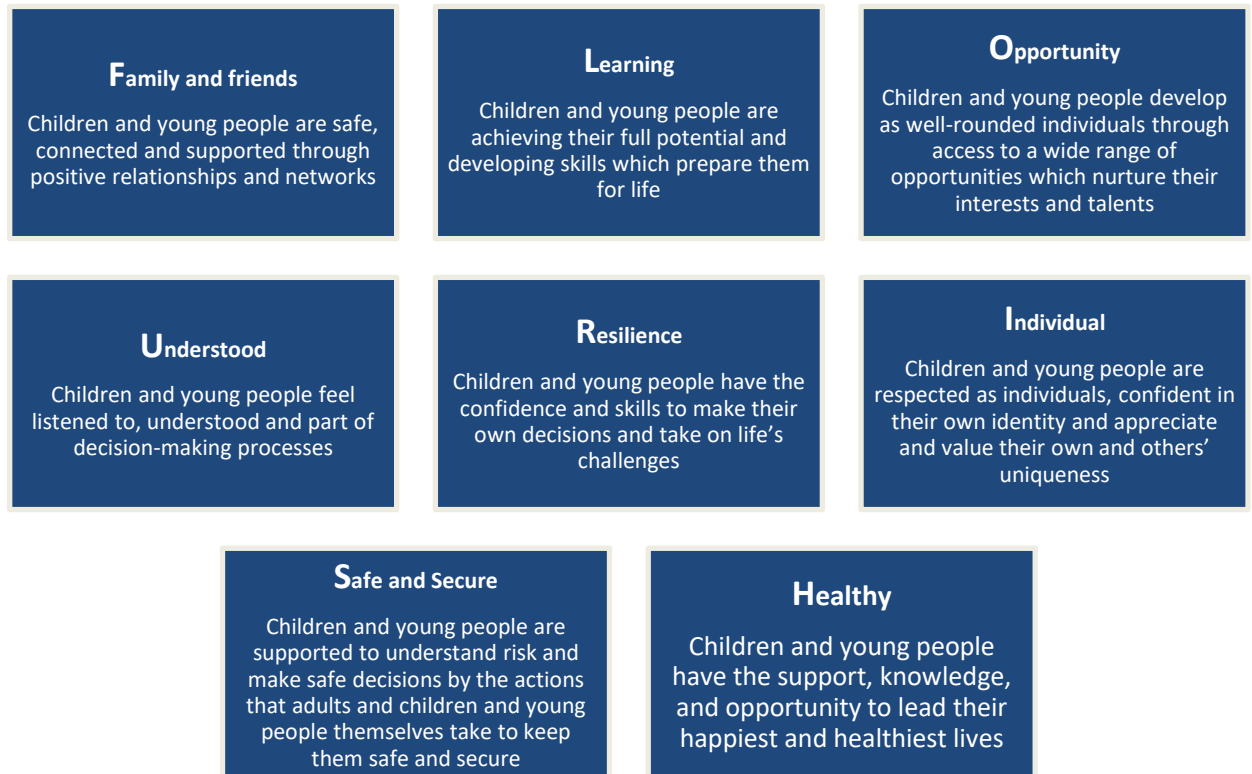 Family and friends
Children and young people are safe,
connected and supported through
positive relationships and networks
Learning
Children and young people are
achieving their full potential and
developing skills which prepare them
for life
Opportunity
Children and young people develop
as well-rounded individuals through
access to a wide range of
opportunities which nurture their
interests and talents
Understood
Children and young people feel
listened to, understood and part of
decision-making processes
Resilience
Children and young people have the
confidence and skills to make their
own decisions and take on life’s
challenges
Individual
Children and young people are
respected as individuals, confident in
their own identity and appreciate
and value their own and others’
uniqueness
Safe and Secure
Children and young people are
supported to understand risk and
make safe decisions by the actions
that adults and children and young
people themselves take to keep
them safe and secure
Healthy
Children and young people
have the support, knowledge,
and opportunity to lead their
happiest and healthiest lives